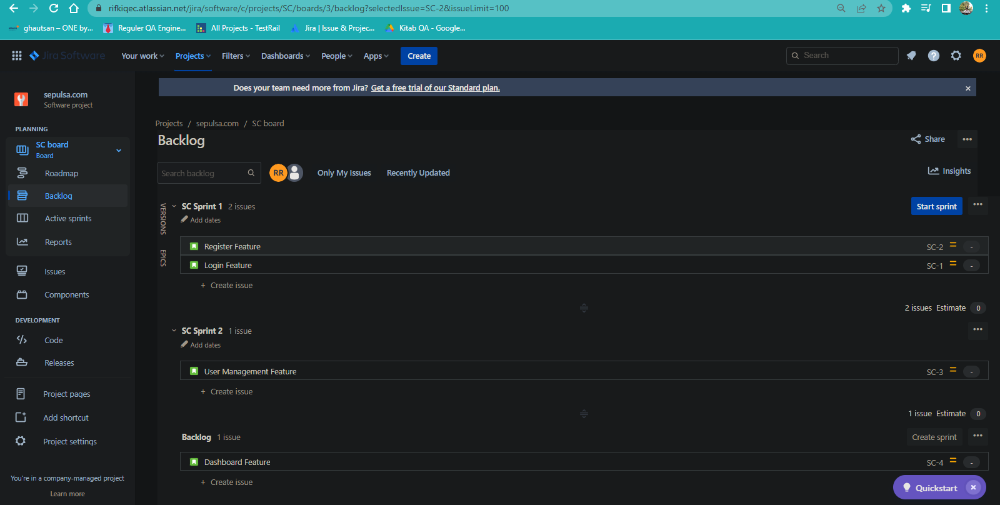 rifkiqec.atlassian.net/jira/software/c/projects/SC/boards/3/backlog?selectedIssue=SC-2&issueLimit=100
ghautsan – ONE by... Reguler QA Engine... All Projects - TestRail Jira | Issue & Projec... Kitab QA - Google...
Jira Software Your work Projects Filters Dashboards People Apps Create Search RR
Does your team need more from Jira? Get a free trial of our Standard plan.
sepulsa.com
Software project
PLANNING
SC board
Board
Roadmap
Backlog
Active sprints
Reports
Issues
Components
DEVELOPMENT
Code
Releases
Project pages
Add shortcut
Project settings
You're in a company-managed project
Learn more
Projects / sepulsa.com / SC board
Backlog
Share
Search backlog RR Only My Issues Recently Updated Insights
VERSIONS
EPICS
SC Sprint 1 2 issues Start sprint
Add dates
Register Feature SC-2 -
Login Feature SC-1 -
+ Create issue
2 issues Estimate 0
SC Sprint 2 1 issue
Add dates
User Management Feature SC-3 -
+ Create issue
1 issue Estimate 0
Backlog 1 issue Create sprint
Dashboard Feature SC-4 -
+ Create issue
Quickstart